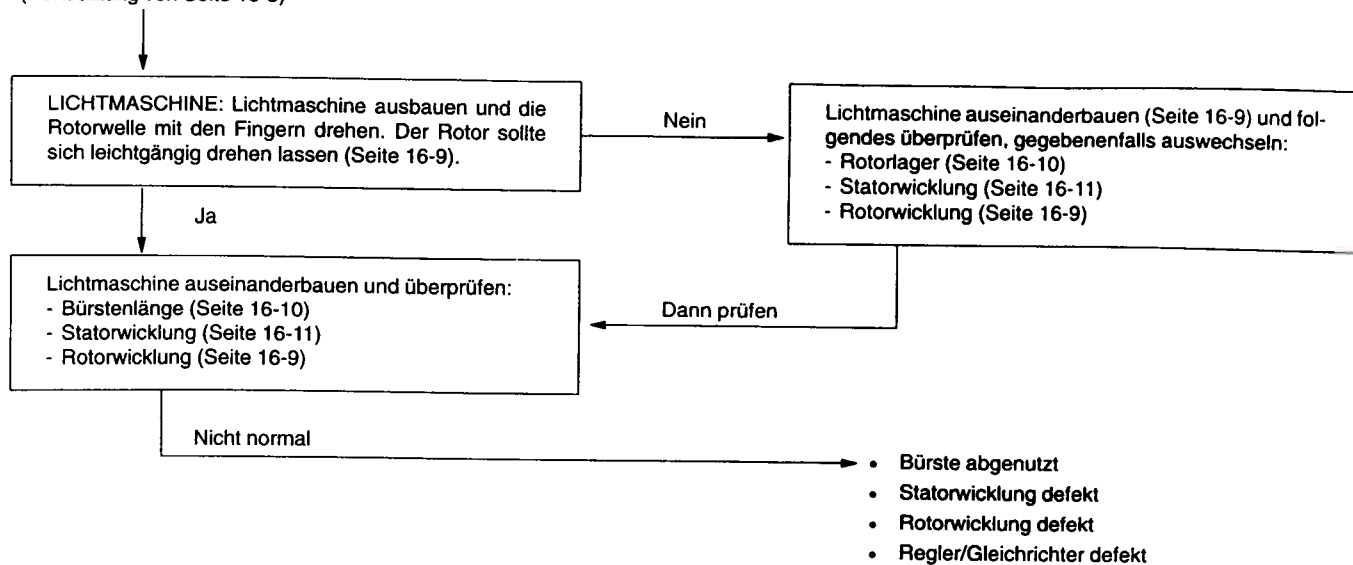 LICHTMASCHINE: Lichtmaschine ausbauen und die
Rotorwelle mit den Fingern drehen. Der Rotor sollte
sich leichtgängig drehen lassen (Seite 16-9).
Nein
Lichtmaschine auseinanderbauen (Seite 16-9) und fol-
gendes überprüfen, gegebenenfalls auswechseln:
- Rotorlager (Seite 16-10)
- Statorwicklung (Seite 16-11)
- Rotorwicklung (Seite 16-9)
Ja
Lichtmaschine auseinanderbauen und überprüfen:
- Bürstenlänge (Seite 16-10)
- Statorwicklung (Seite 16-11)
- Rotorwicklung (Seite 16-9)
Dann prüfen
Nicht normal
• Bürste abgenutzt
• Statorwicklung defekt
• Rotorwicklung defekt
• Regler/Gleichrichter defekt